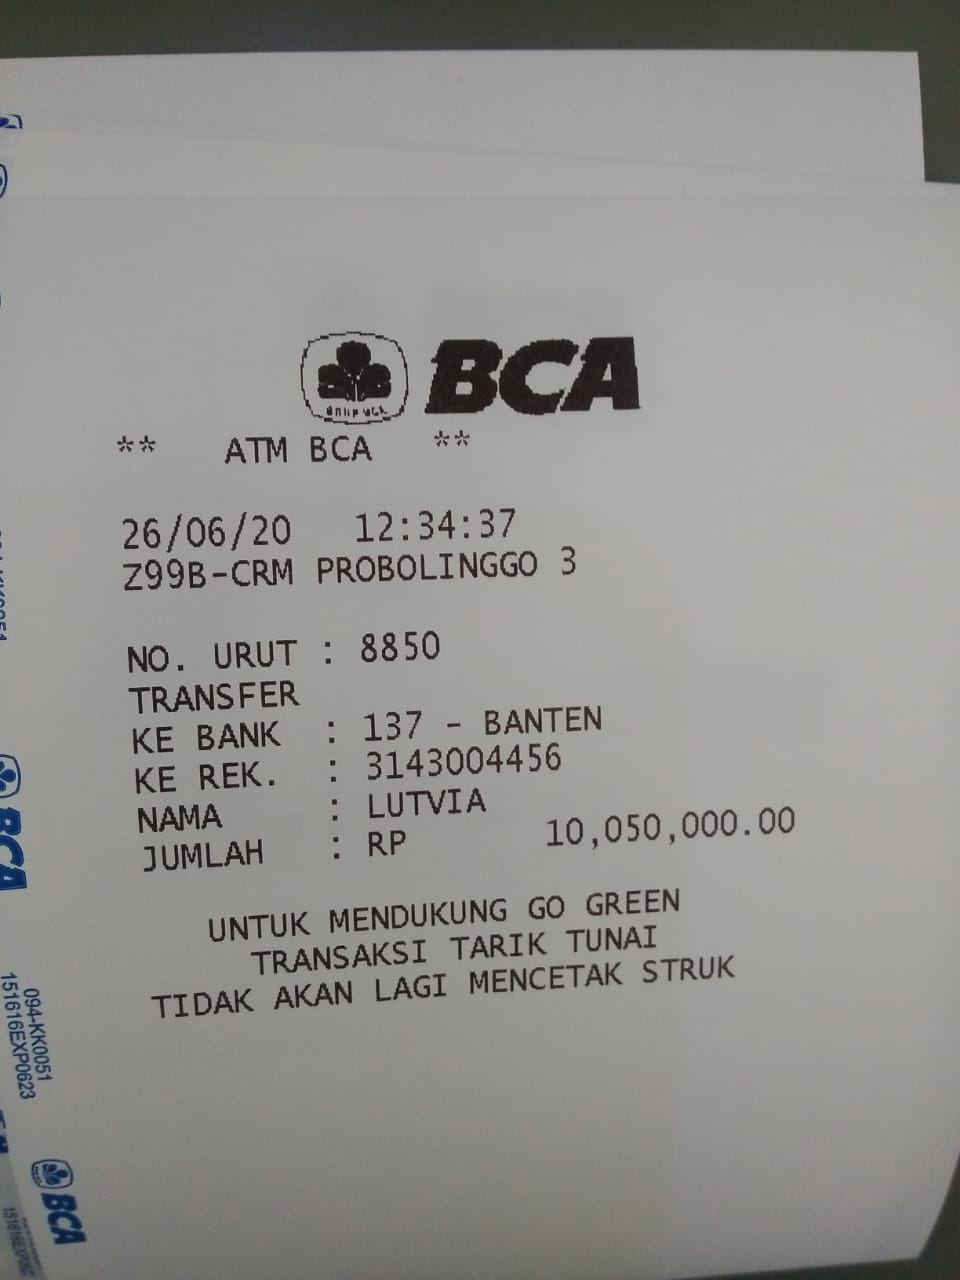 BCA
** ATM BCA **
26/06/20 12:34:37
Z99B-CRM PROBOLINGGO 3
NO. URUT : 8850
TRANSFER
KE BANK : 137 - BANTEN
KE REK. : 3143004456
NAMA : LUTVIA
JUMLAH : RP 10,050,000.00
UNTUK MENDUKUNG GO GREEN
TRANSAKSI TARIK TUNAI
TIDAK AKAN LAGI MENCETAK STRUK
BCA
094-KK0051
151616EXP0623
BCA